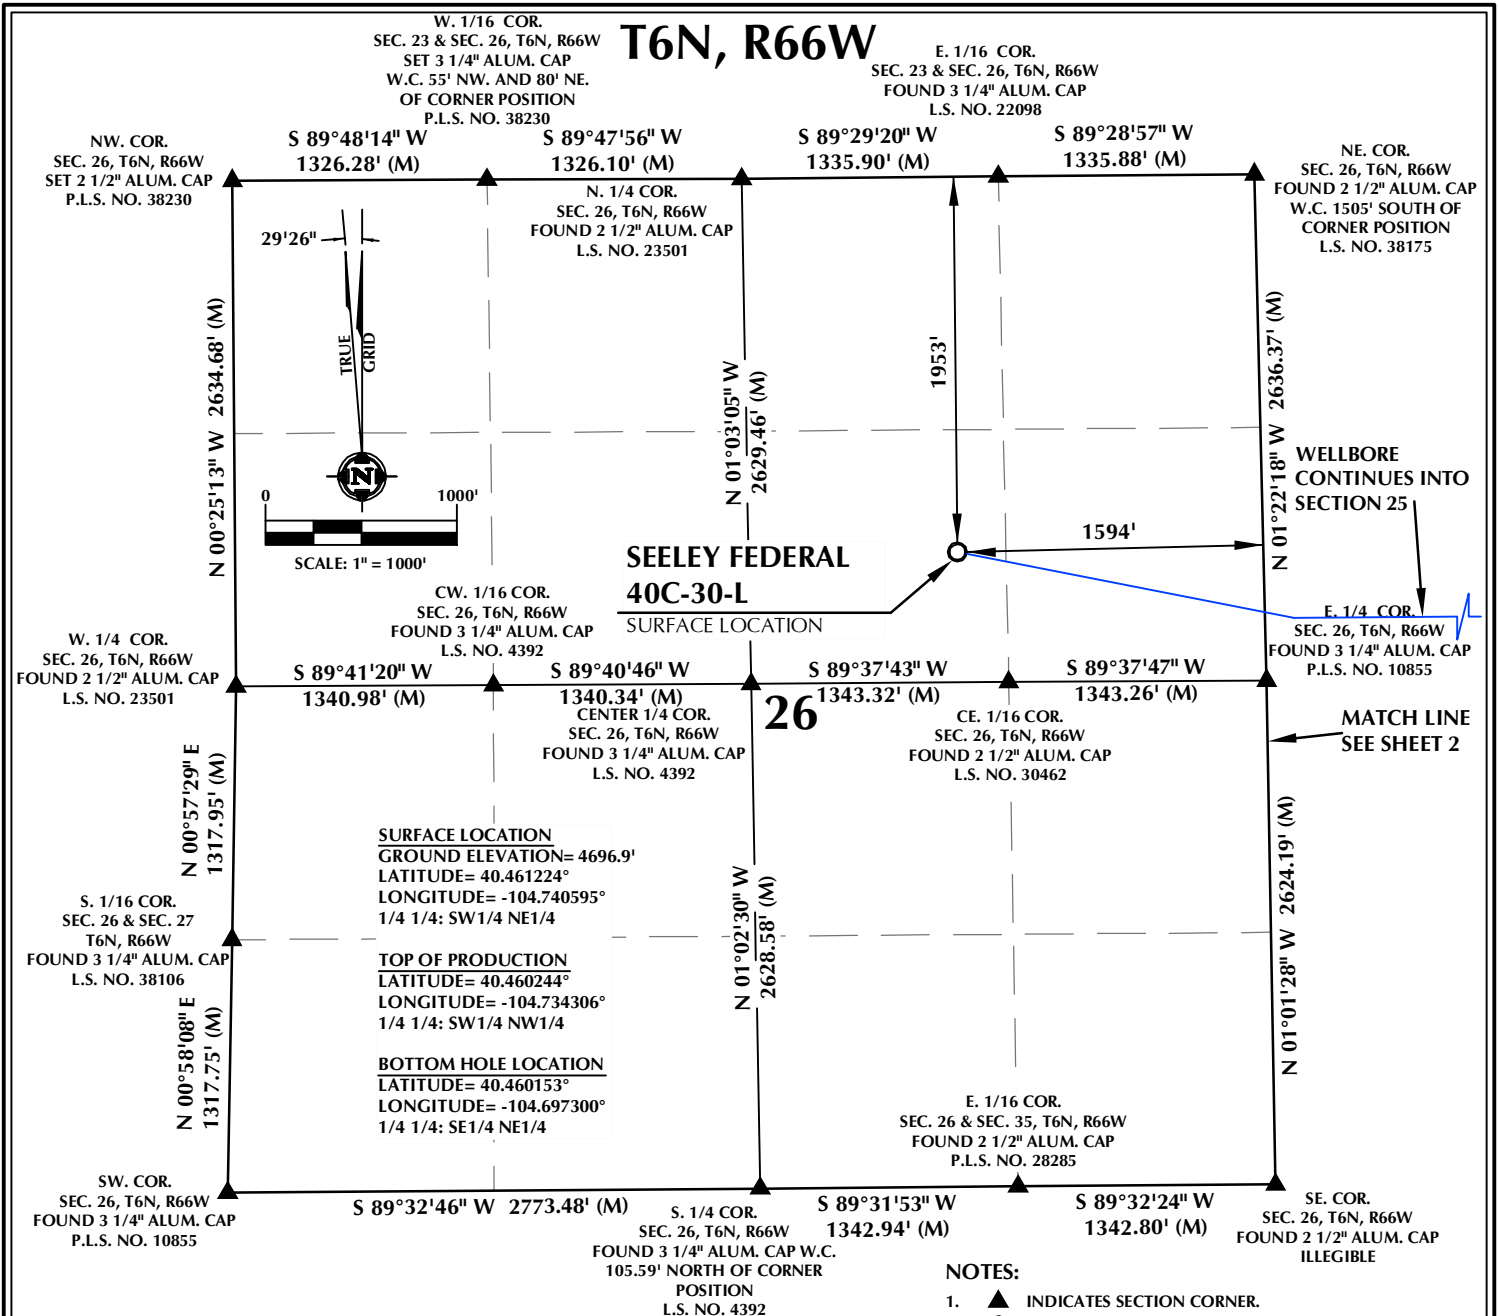 T6N, R66W
W. 1/16 COR.
SEC. 23 & SEC. 26, T6N, R66W
SET 3 1/4" ALUM. CAP
W.C. 55' NW. AND 80' NE.
OF CORNER POSITION
P.L.S. NO. 38230
E. 1/16 COR.
SEC. 23 & SEC. 26, T6N, R66W
FOUND 3 1/4" ALUM. CAP
L.S. NO. 22098
NW. COR.
SEC. 26, T6N, R66W
SET 2 1/2" ALUM. CAP
P.L.S. NO. 38230
S 89°48'14" W
1326.28' (M)
S 89°47'56" W
1326.10' (M)
S 89°29'20" W
1335.90' (M)
S 89°28'57" W
1335.88' (M)
NE. COR.
SEC. 26, T6N, R66W
FOUND 2 1/2" ALUM. CAP
W.C. 1505' SOUTH OF
CORNER POSITION
L.S. NO. 38175
N. 1/4 COR.
SEC. 26, T6N, R66W
FOUND 2 1/2" ALUM. CAP
L.S. NO. 23501
29'26"
TRUE
GRID
N
0 1000'
SCALE: 1" = 1000'
N 00°25'13" W 2634.68' (M)
N 01°03'05" W
2629.46' (M)
1953'
N 01°22'18" W 2636.37' (M)
WELLBORE
CONTINUES INTO
SECTION 25
1594'
SEELEY FEDERAL
40C-30-L
SURFACE LOCATION
CW. 1/16 COR.
SEC. 26, T6N, R66W
FOUND 3 1/4" ALUM. CAP
L.S. NO. 4392
E. 1/4 COR.
SEC. 26, T6N, R66W
FOUND 3 1/4" ALUM. CAP
P.L.S. NO. 10855
W. 1/4 COR.
SEC. 26, T6N, R66W
FOUND 2 1/2" ALUM. CAP
L.S. NO. 23501
S 89°41'20" W
1340.98' (M)
S 89°40'46" W
1340.34' (M)
S 89°37'43" W
1343.32' (M)
S 89°37'47" W
1343.26' (M)
26
CENTER 1/4 COR.
SEC. 26, T6N, R66W
FOUND 3 1/4" ALUM. CAP
L.S. NO. 4392
CE. 1/16 COR.
SEC. 26, T6N, R66W
FOUND 2 1/2" ALUM. CAP
L.S. NO. 30462
MATCH LINE
SEE SHEET 2
N 00°57'29" E
1317.95' (M)
SURFACE LOCATION
GROUND ELEVATION= 4696.9'
LATITUDE= 40.461224°
LONGITUDE= -104.740595°
1/4 1/4: SW1/4 NE1/4
TOP OF PRODUCTION
LATITUDE= 40.460244°
LONGITUDE= -104.734306°
1/4 1/4: SW1/4 NW1/4
BOTTOM HOLE LOCATION
LATITUDE= 40.460153°
LONGITUDE= -104.697300°
1/4 1/4: SE1/4 NE1/4
N 01°02'30" W
2628.58' (M)
N 01°01'28" W 2624.19' (M)
S. 1/16 COR.
SEC. 26 & SEC. 27
T6N, R66W
FOUND 3 1/4" ALUM. CAP
L.S. NO. 38106
N 00°58'08" E
1317.75' (M)
E. 1/16 COR.
SEC. 26 & SEC. 35, T6N, R66W
FOUND 2 1/2" ALUM. CAP
P.L.S. NO. 28285
SW. COR.
SEC. 26, T6N, R66W
FOUND 3 1/4" ALUM. CAP
P.L.S. NO. 10855
S 89°32'46" W 2773.48' (M)
S. 1/4 COR.
SEC. 26, T6N, R66W
FOUND 3 1/4" ALUM. CAP W.C.
105.59' NORTH OF CORNER
POSITION
L.S. NO. 4392
S 89°31'53" W
1342.94' (M)
S 89°32'24" W
1342.80' (M)
SE. COR.
SEC. 26, T6N, R66W
FOUND 2 1/2" ALUM. CAP
ILLEGIBLE
NOTES:
1. INDICATES SECTION CORNER.